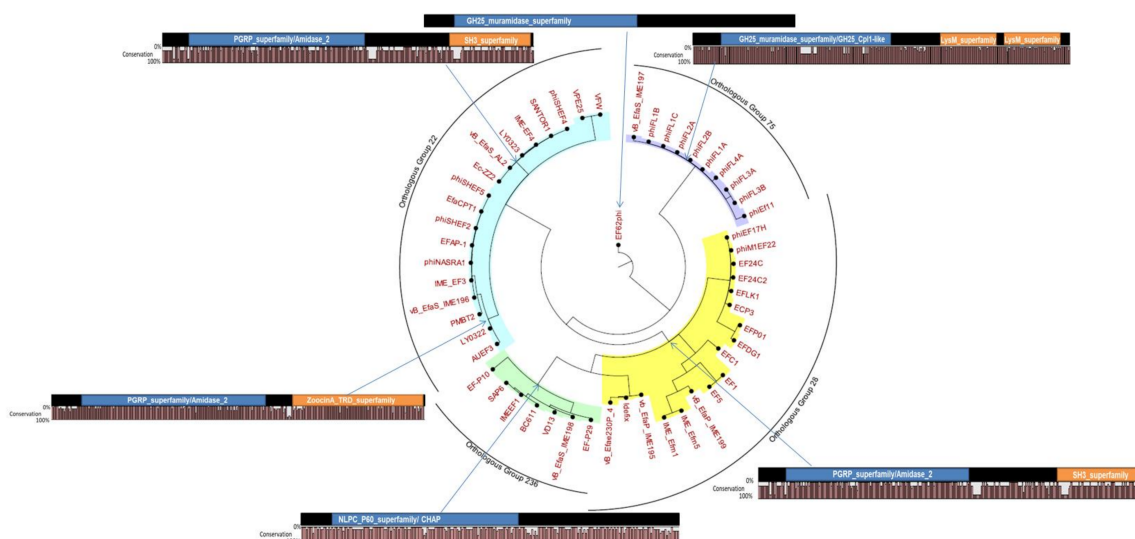 GH25_muramidase_superfamily
PGRP_superfamily/Amidase_2
SH3_superfamily
0%
Conservation
100%
GH25_muramidase_superfamily/GH25_Cpl1-like
LysM_superfamily
LysM_superfamily
0%
Conservation
100%
Orthologous Group 22
Orthologous Group 75
VFW
VPE25
phiSHEF4
SANTOR1
IME-EF4
LY0323
vB_EfaS_AL2
Ec-ZZ2
phiSHEF5
EfaCPT1
phiSHEF2
EFAP-1
phiNASRA1
IME_EF3
vB_EfaS_IME196
PMBT2
LY0322
AUEF3
vB_EfaS_IME197
phiFL1B
phiFL1C
phiFL2A
phiFL2B
phiFL1A
phiFL4A
phiFL3A
phiFL3B
phiEf11
EF62phi
phiEF17H
phiM1EF22
EF24C
EF24C2
EFLK1
ECP3
EFP01
EFDG1
EFC1
EF1
EF5
vB_EfaP_IME199
IME_Efm5
IME_Efm1
vb_EfaP_IME195
Idefix
vB_Efae230P_4
EF-P29
vB_EfaS_IME198
VD13
BC611
IMEEF1
SAP6
EF-P10
Orthologous Group 28
Orthologous Group 236
PGRP_superfamily/Amidase_2
ZoocinA_TRD_superfamily
0%
Conservation
100%
PGRP_superfamily/Amidase_2
SH3_superfamily
0%
Conservation
100%
NLPC_P60_superfamily/ CHAP
0%
Conservation
100%